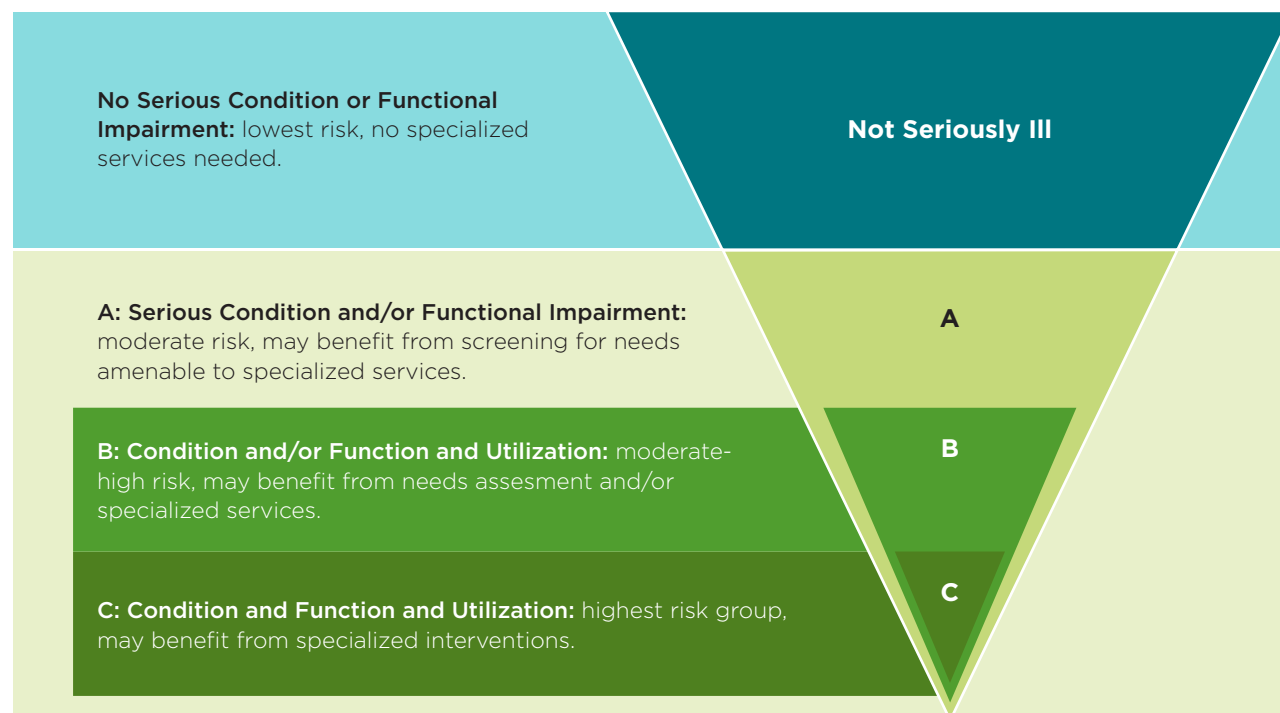 No Serious Condition or Functional
Impairment: lowest risk, no specialized
services needed.
Not Seriously Ill
A: Serious Condition and/or Functional Impairment:
moderate risk, may benefit from screening for needs
amenable to specialized services.
A
B: Condition and/or Function and Utilization: moderate-
high risk, may benefit from needs assesment and/or
specialized services.
B
C: Condition and Function and Utilization: highest risk group,
may benefit from specialized interventions.
C